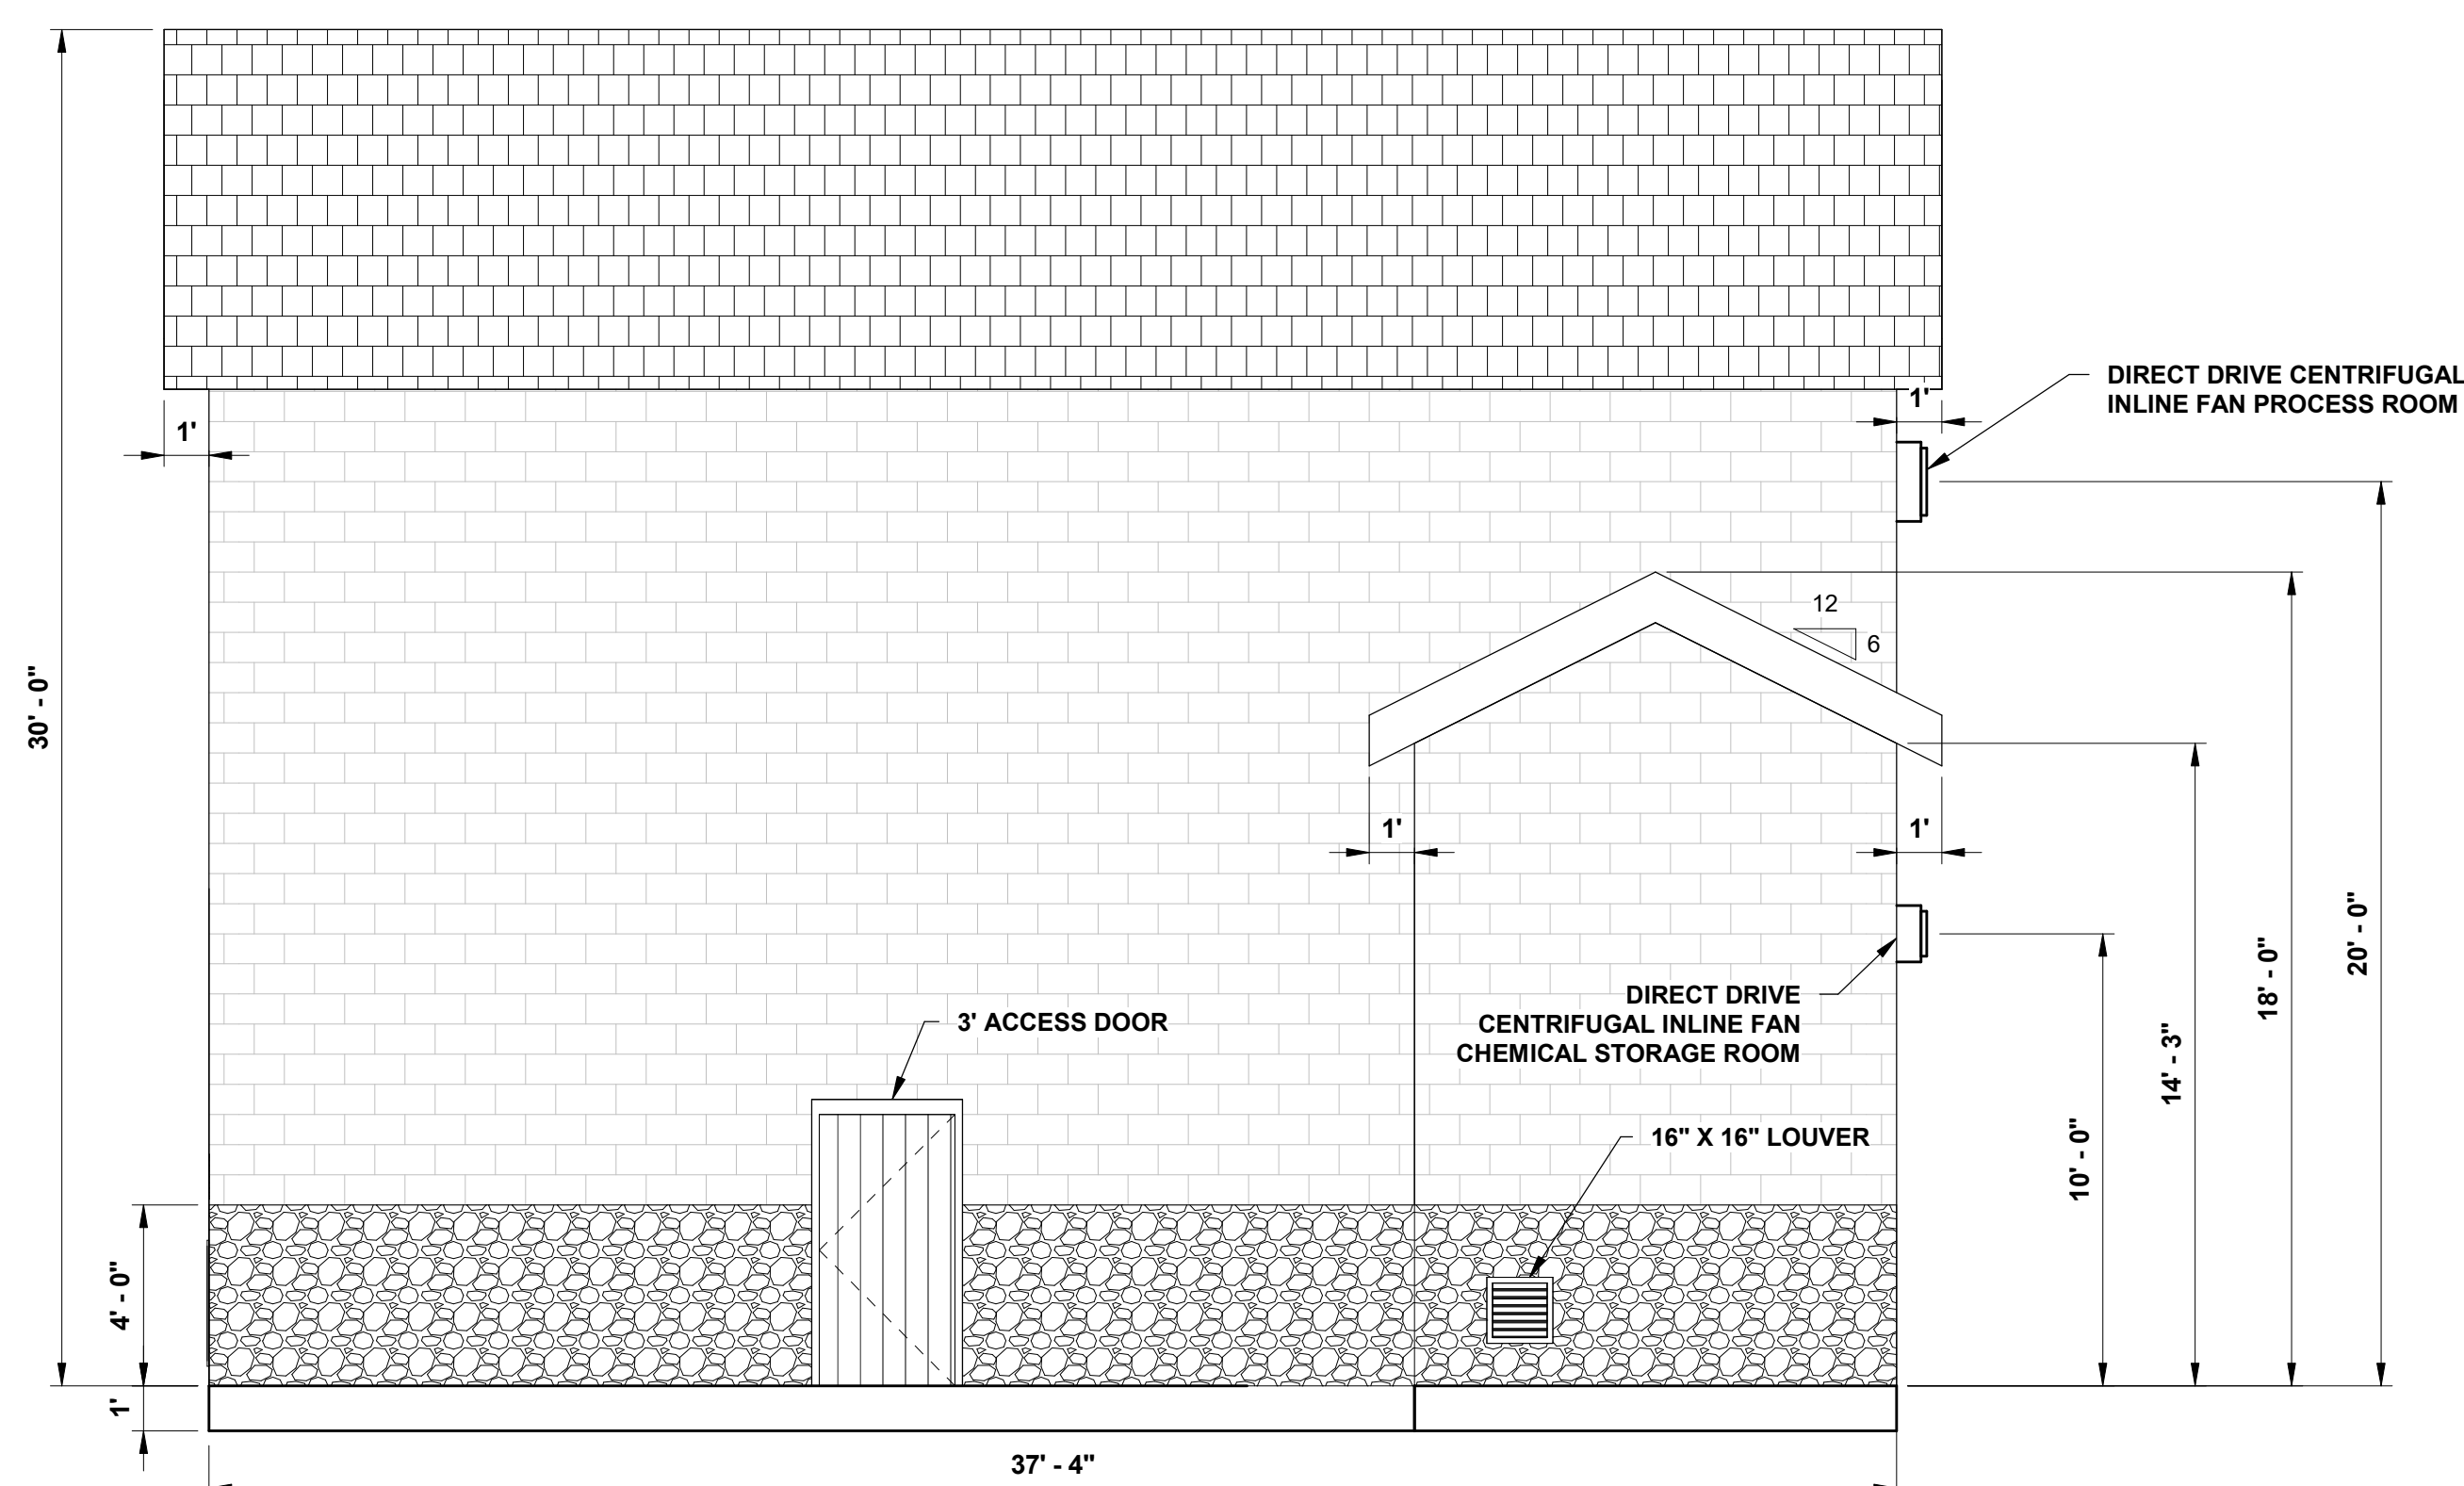 DIRECT DRIVE CENTRIFUGAL
INLINE FAN PROCESS ROOM
1'
1'
12
6
30' - 0"
1'
1'
20' - 0"
18' - 0"
14' - 3"
10' - 0"
DIRECT DRIVE
CENTRIFUGAL INLINE FAN
CHEMICAL STORAGE ROOM
3' ACCESS DOOR
16" X 16" LOUVER
4' - 0"
1'
37' - 4"